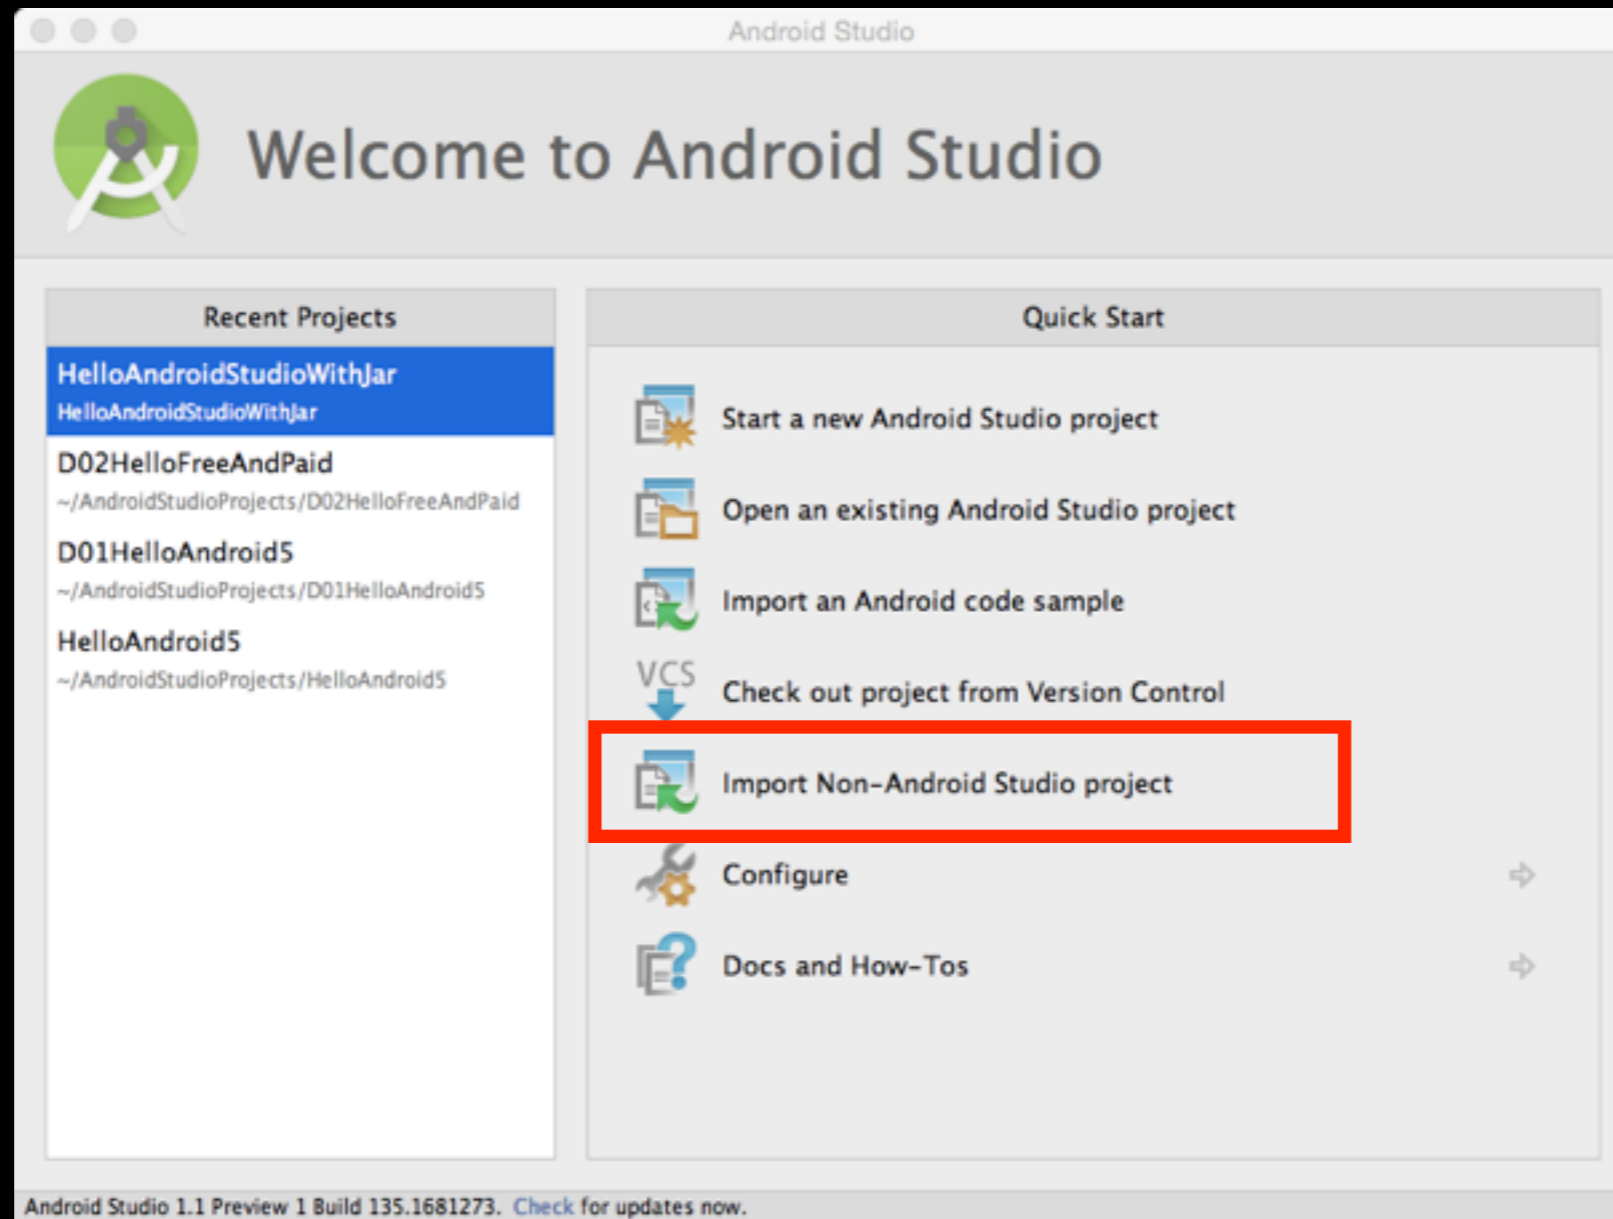 Android Studio
Welcome to Android Studio
Recent Projects
HelloAndroidStudioWithJar
HelloAndroidStudioWithJar
D02HelloFreeAndPaid
~/AndroidStudioProjects/D02HelloFreeAndPaid
D01HelloAndroid5
~/AndroidStudioProjects/D01HelloAndroid5
HelloAndroid5
~/AndroidStudioProjects/HelloAndroid5
Quick Start
Start a new Android Studio project
Open an existing Android Studio project
Import an Android code sample
VCS
Check out project from Version Control
Import Non-Android Studio project
Configure
Docs and How-Tos
Android Studio 1.1 Preview 1 Build 135.1681273. Check for updates now.